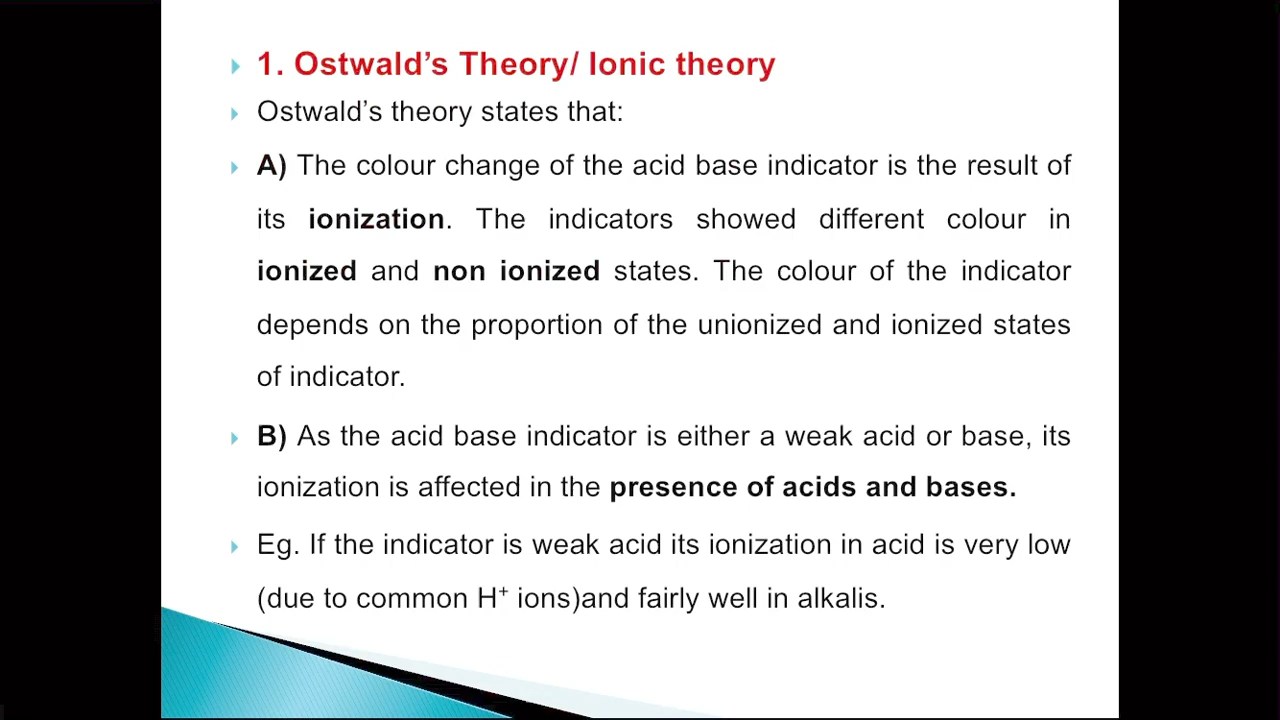 1. Ostwald’s Theory/ Ionic theory
Ostwald’s theory states that:
A) The colour change of the acid base indicator is the result of
its ionization. The indicators showed different colour in
ionized and non ionized states. The colour of the indicator
depends on the proportion of the unionized and ionized states
of indicator.
B) As the acid base indicator is either a weak acid or base, its
ionization is affected in the presence of acids and bases.
Eg. If the indicator is weak acid its ionization in acid is very low
(due to common H⁺ ions)and fairly well in alkalis.